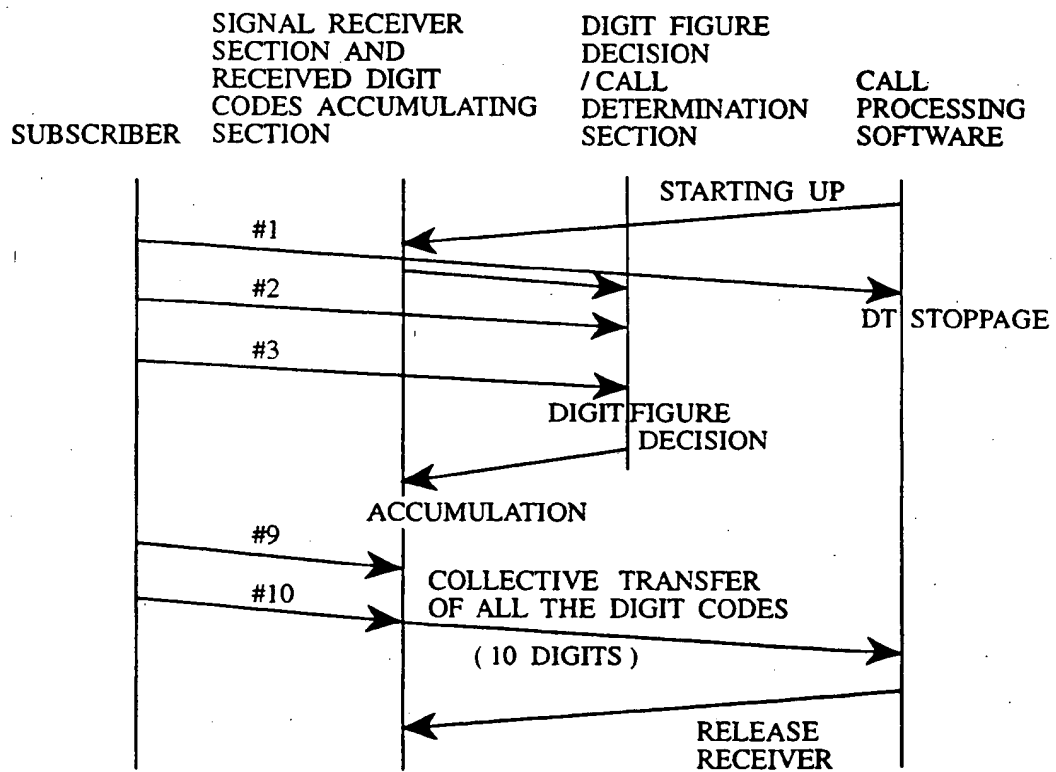 SUBSCRIBER
SIGNAL RECEIVER
SECTION AND
RECEIVED DIGIT
CODES ACCUMULATING
SECTION
DIGIT FIGURE
DECISION
/ CALL
DETERMINATION
SECTION
CALL
PROCESSING
SOFTWARE
STARTING UP
#1
#2
DT STOPPAGE
#3
DIGIT FIGURE
DECISION
ACCUMULATION
#9
#10
COLLECTIVE TRANSFER
OF ALL THE DIGIT CODES
( 10 DIGITS )
RELEASE
RECEIVER